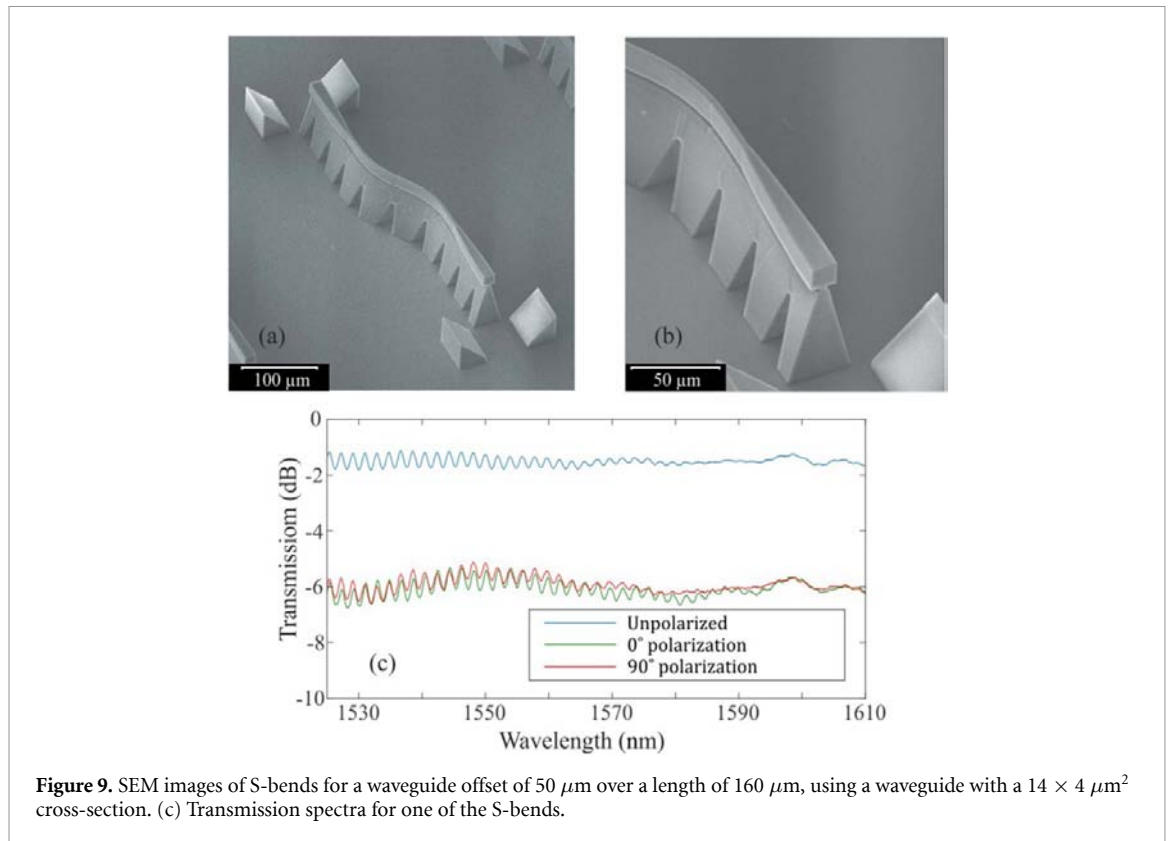 (a)
100 μm
(b)
50 μm
0
-2
-4
-6
-8
-10
Transmissiom (dB)
Unpolarized
0° polarization
90° polarization
(c)
1530 1550 1570 1590 1610
Wavelength (nm)
Figure 9. SEM images of S-bends for a waveguide offset of 50 μm over a length of 160 μm, using a waveguide with a 14 × 4 μm²
cross-section. (c) Transmission spectra for one of the S-bends.